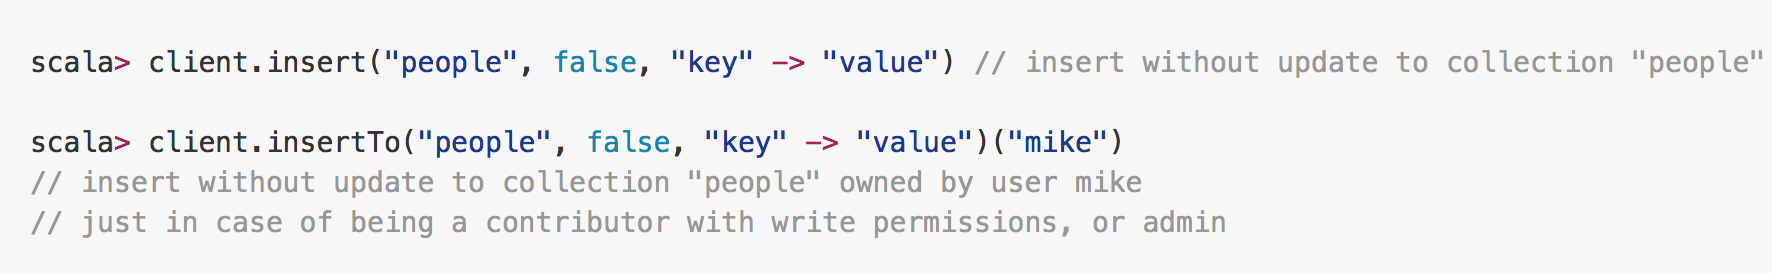 scala> client.insert("people", false, "key" -> "value") // insert without update to collection "people"
scala> client.insertTo("people", false, "key" -> "value")("mike")
// insert without update to collection "people" owned by user mike
// just in case of being a contributor with write permissions, or admin